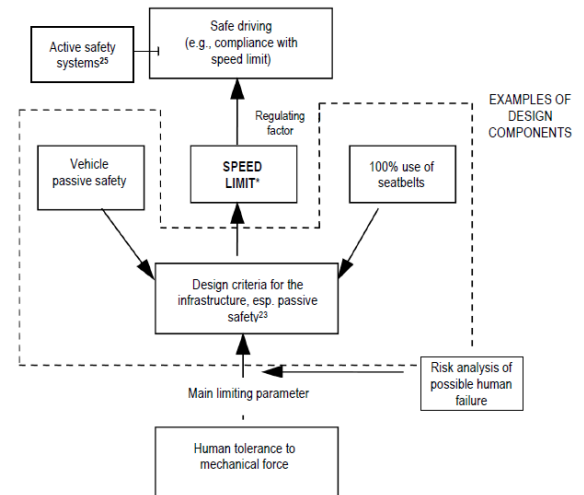 Safe driving
(e.g., compliance with
speed limit)
Active safety
systems²⁵
Regulating
factor
EXAMPLES OF
DESIGN
COMPONENTS
Vehicle
passive safety
SPEED
LIMIT*
100% use of
seatbelts
Design criteria for the
infrastructure, esp. passive
safety²³
Main limiting parameter
Risk analysis of
possible human
failure
Human tolerance to
mechanical force